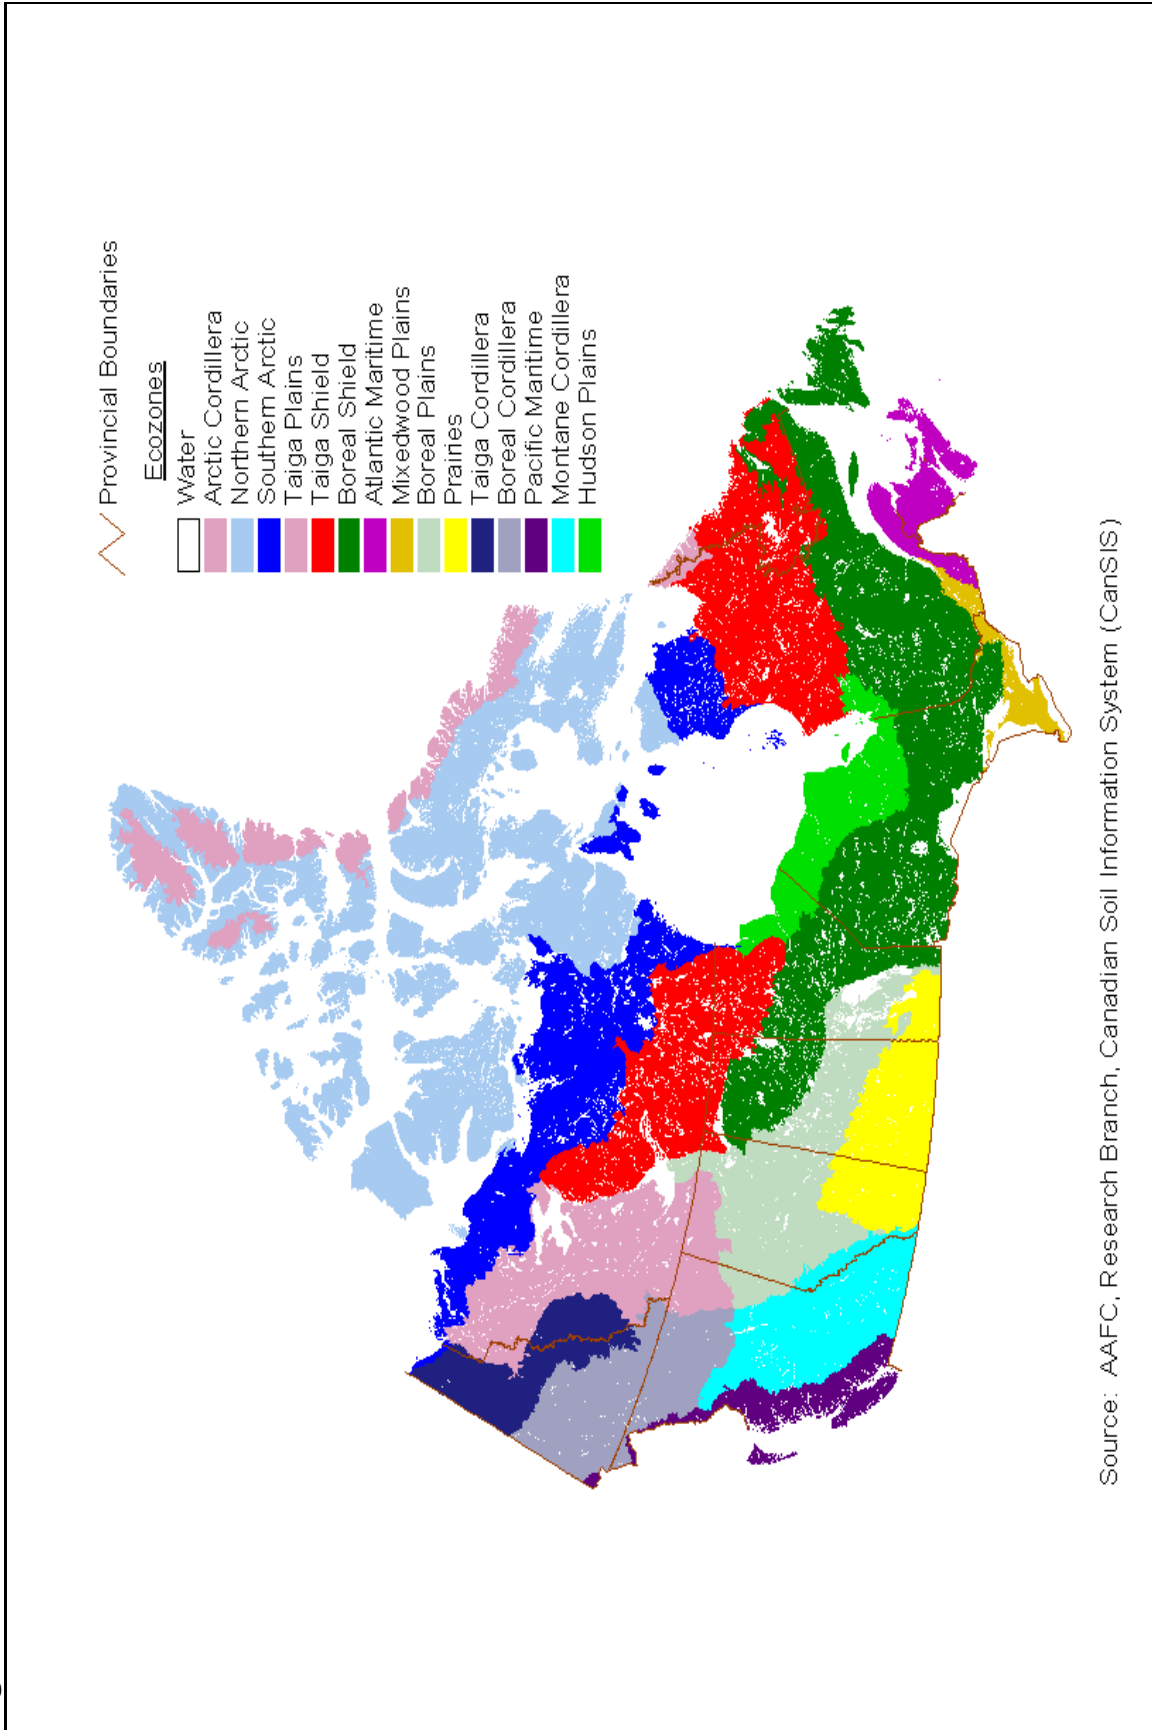 Provincial Boundaries
Ecozones
Water
Arctic Cordillera
Northern Arctic
Southern Arctic
Taiga Plains
Taiga Shield
Boreal Shield
Atlantic Maritime
Mixedwood Plains
Boreal Plains
Prairies
Taiga Cordillera
Boreal Cordillera
Pacific Maritime
Montane Cordillera
Hudson Plains
Source: AAFC, Research Branch, Canadian Soil Information System (CanSIS)